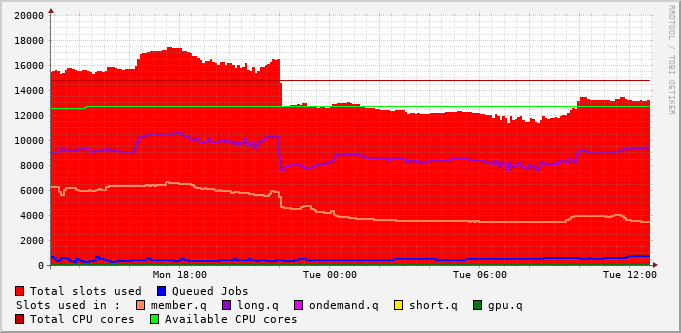 20000
18000
16000
14000
12000
10000
8000
6000
4000
2000
0
Mon 18:00 Tue 00:00 Tue 06:00 Tue 12:00
Total slots used Queued Jobs
Slots used in : member.q long.q ondemand.q short.q gpu.q
Total CPU cores Available CPU cores
RRDTOOL / TOBI OETIKER